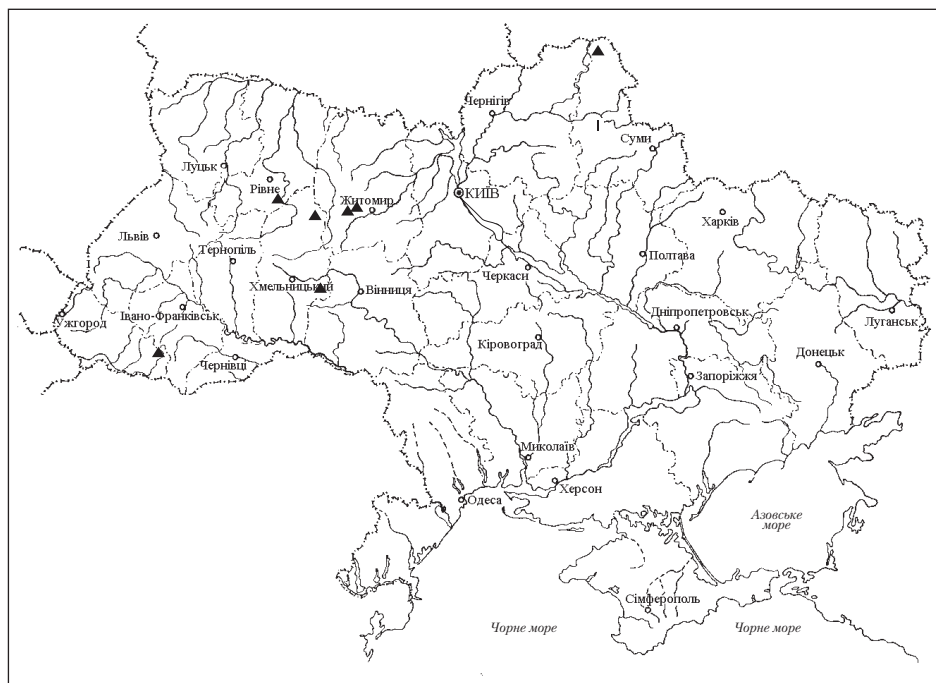 Чернігів
Суми
Луцьк
Рівне
Житомир
КИЇВ
Харків
Львів
Тернопіль
Полтава
Черкаси
Хмельницький
Вінниця
Ужгород
Івано-Франківськ
Дніпропетровськ
Луганськ
Кіровоград
Чернівці
Донецьк
Запоріжжя
Миколаїв
Херсон
Одеса
Азовське
море
Сімферополь
Чорне море
Чорне море